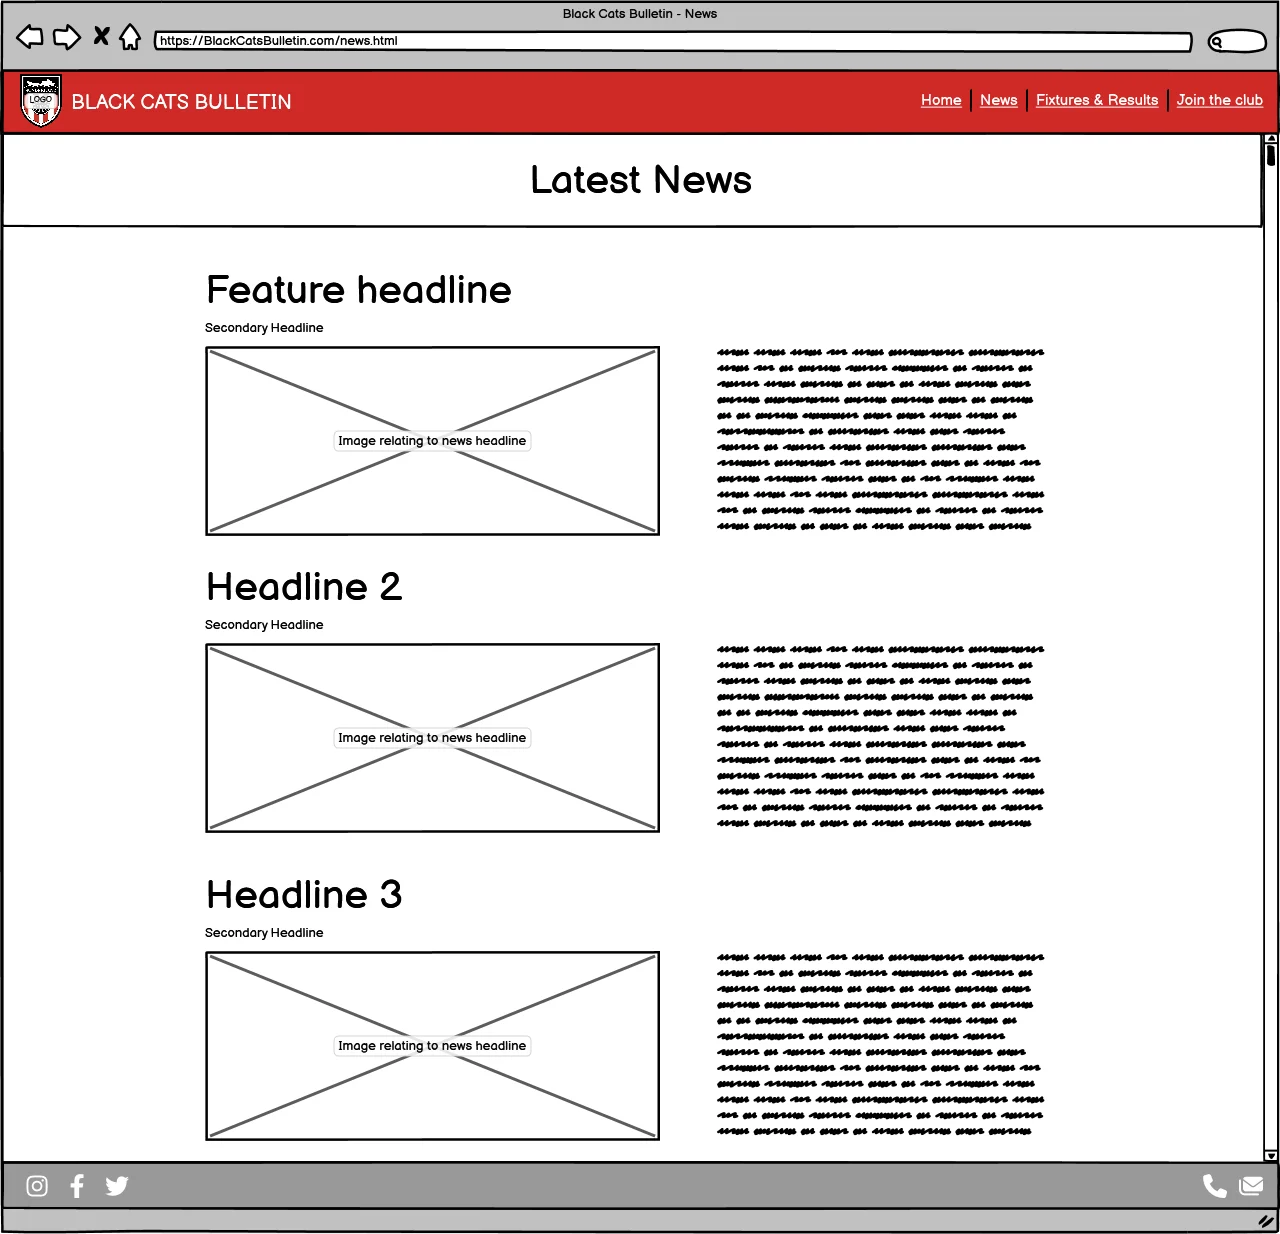 Black Cats Bulletin - News
https://BlackCatsBulletin.com/news.html
LOGO
BLACK CATS BULLETIN
Home
News
Fixtures & Results
Join the club
Latest News
Feature headline
Secondary Headline
Image relating to news headline
Headline 2
Secondary Headline
Image relating to news headline
Headline 3
Secondary Headline
Image relating to news headline